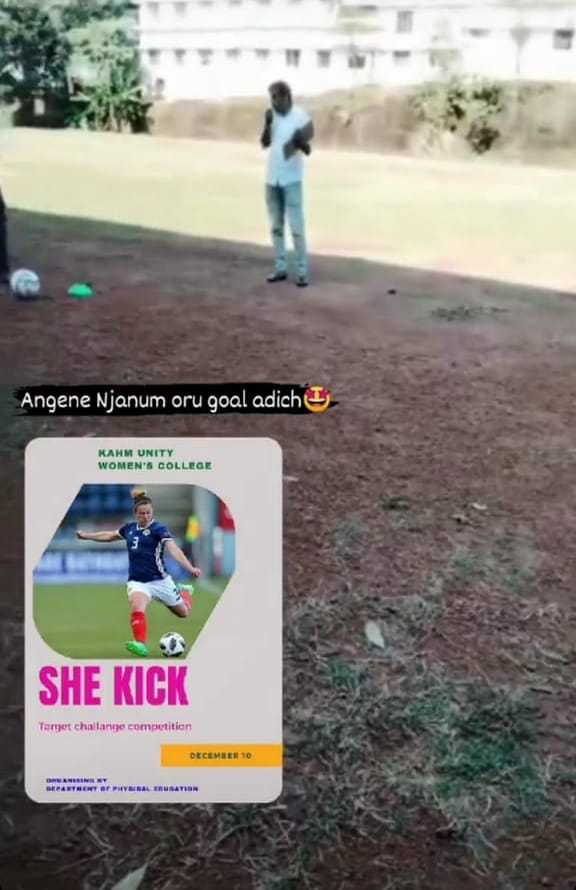 Angene Njanum oru goal adich🤩
KAHM UNITY
WOMEN'S COLLEGE
3
SHE KICK
Target challange competition
DECEMBER 10
ORGANISING BY
DEPARTMENT OF PHYSICAL EDUCATION